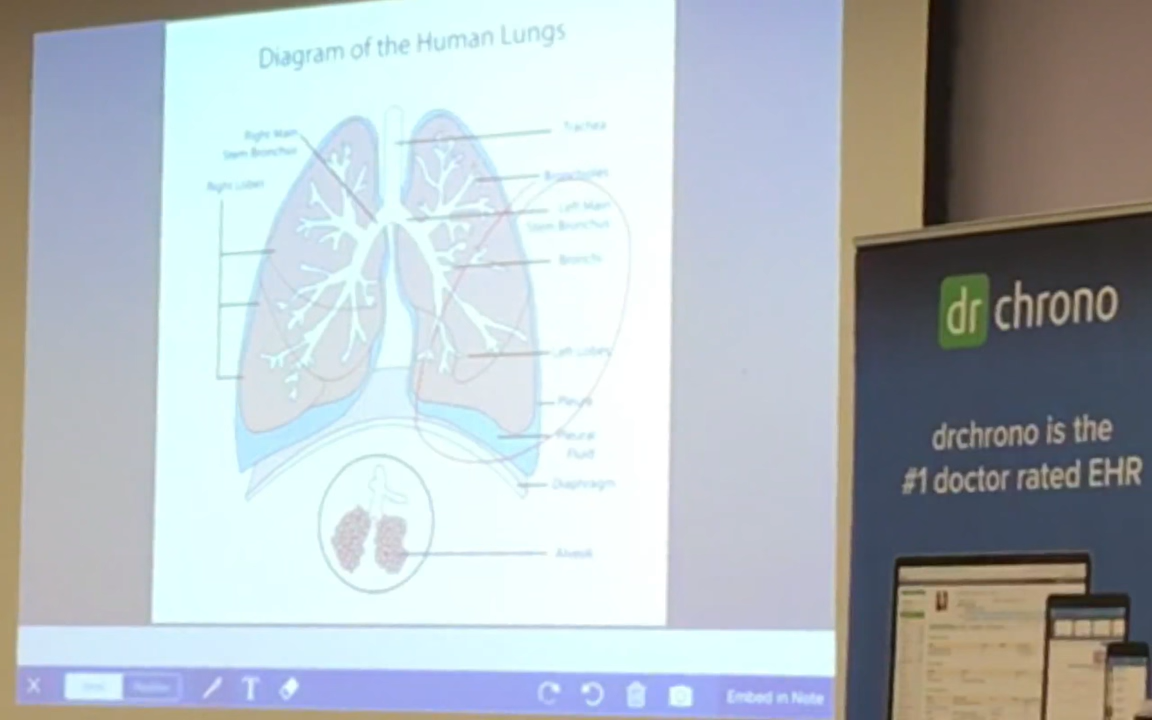 Diagram of the Human Lungs
Right Main
Stem Bronchus
Right Lobes
Trachea
Bronchioles
Left Main
Stem Bronchus
Bronchi
Left Lobes
Pleura
Pleural
Fluid
Diaphragm
Alveoli
T
Embed in Note
dr chrono
drchrono is the
#1 doctor rated EHR